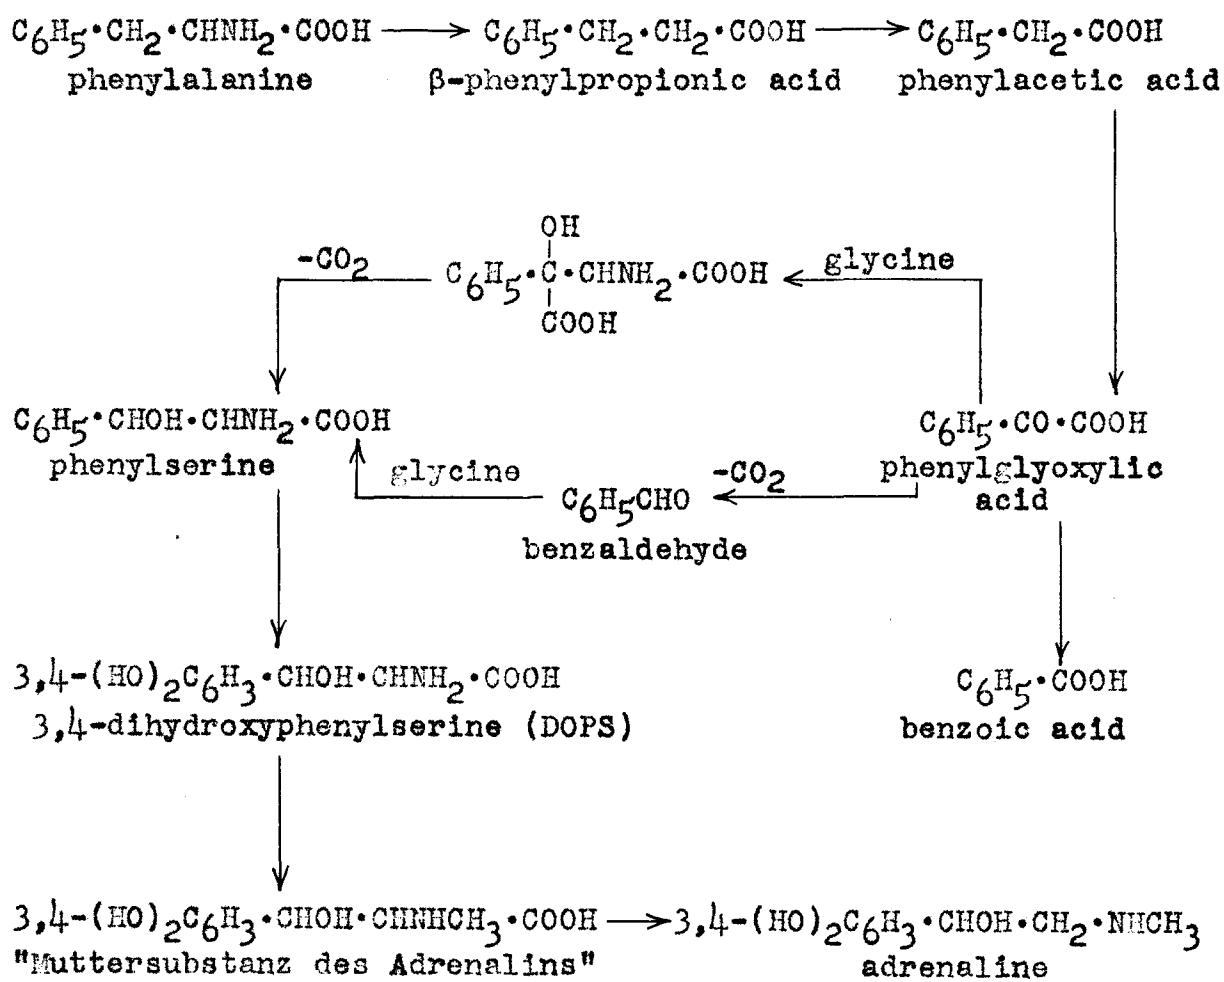 C6H5·CH2·CHNH2·COOH → C6H5·CH2·CH2·COOH → C6H5·CH2·COOH
phenylalanine β-phenylpropionic acid phenylacetic acid
OH
-CO2 C6H5·C·CHNH2·COOH glycine
COOH
C6H5·CHOH·CHNH2·COOH C6H5·CO·COOH
phenylserine phenylglyoxylic
glycine -CO2 acid
C6H5CHO
benzaldehyde
3,4-(HO)2C6H3·CHOH·CHNH2·COOH C6H5·COOH
3,4-dihydroxyphenylserine (DOPS) benzoic acid
3,4-(HO)2C6H3·CHOH·CHNHCH3·COOH → 3,4-(HO)2C6H3·CHOH·CH2·NHCH3
"Muttersubstanz des Adrenalins" adrenaline